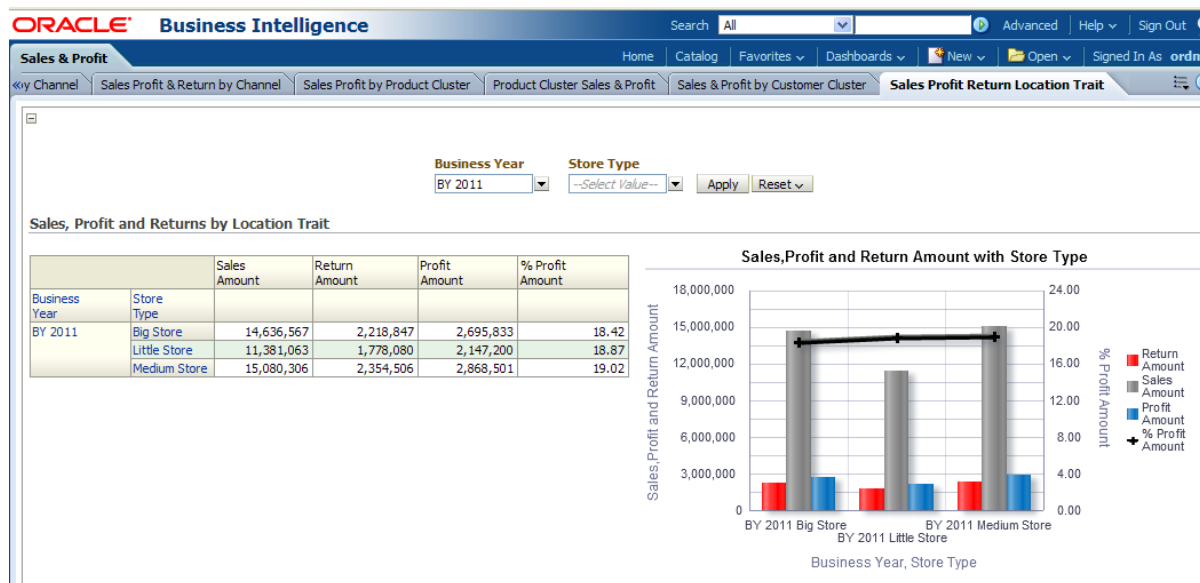 ORACLE Business Intelligence
Search All Advanced Help Sign Out
Sales & Profit
Home Catalog Favorites Dashboards New Open Signed In As
«y Channel Sales Profit & Return by Channel Sales Profit by Product Cluster Product Cluster Sales & Profit Sales & Profit by Customer Cluster Sales Profit Return Location Trait
Business Year Store Type
BY 2011 --Select Value-- Apply Reset
Sales, Profit and Returns by Location Trait
Sales Amount Return Amount Profit Amount % Profit Amount
Business Year Store Type
BY 2011 Big Store 14,636,567 2,218,847 2,695,833 18.42
Little Store 11,381,063 1,778,080 2,147,200 18.87
Medium Store 15,080,306 2,354,506 2,868,501 19.02
Sales,Profit and Return Amount with Store Type
Sales,Profit and Return Amount
18,000,000 24.00
15,000,000 20.00
12,000,000 16.00
9,000,000 12.00
6,000,000 8.00
3,000,000 4.00
0 0.00
% Profit Amount
Return Amount
Sales Amount
Profit Amount
% Profit Amount
BY 2011 Big Store BY 2011 Medium Store
BY 2011 Little Store
Business Year, Store Type